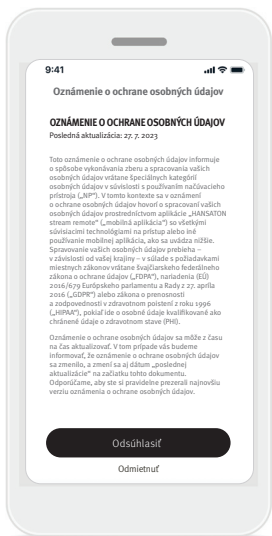 9:41
Oznámenie o ochrane osobných údajov
OZNÁMENIE O OCHRANE OSOBNÝCH ÚDAJOV
Posledná aktualizácia: 27. 7. 2023
Toto oznámenie o ochrane osobných údajov informuje
o spôsobe vykonávania zberu a spracovania vašich
osobných údajov vrátane špeciálnych kategórií
osobných údajov v súvislosti s používaním načúvacieho
prístroja („NP“). V tomto kontexte sa v oznámení
o ochrane osobných údajov hovorí o spracovaní vašich
osobných údajov prostredníctvom aplikácie „HANSATON
stream remote“ („mobilná aplikácia“) so všetkými
súvisiacimi technológiami na prístup alebo iné
používanie mobilnej aplikácie, ako sa uvádza nižšie.
Spracovanie vašich osobných údajov prebieha –
v závislosti od vašej krajiny – v súlade s požiadavkami
miestnych zákonov vrátane švajčiarskeho federálneho
zákona o ochrane údajov („FDPA“), nariadenia (EÚ)
2016/679 Európskeho parlamentu a Rady z 27. apríla
2016 („GDPR“) alebo zákona o prenosnosti
a zodpovednosti v zdravotnom poistení z roku 1996
(„HIPAA“), pokiaľ ide o osobné údaje kvalifikované ako
chránené údaje o zdravotnom stave (PHI).
Oznámenie o ochrane osobných údajov sa môže z času
na čas aktualizovať. V tom prípade vás budeme
informovať, že oznámenie o ochrane osobných údajov
sa zmenilo, a zmení sa aj dátum „poslednej
aktualizácie“ na začiatku tohto dokumentu.
Odporúčame, aby ste si pravidelne prezerali najnovšiu
verziu oznámenia o ochrane osobných údajov.
Odsúhlasiť
Odmietnuť